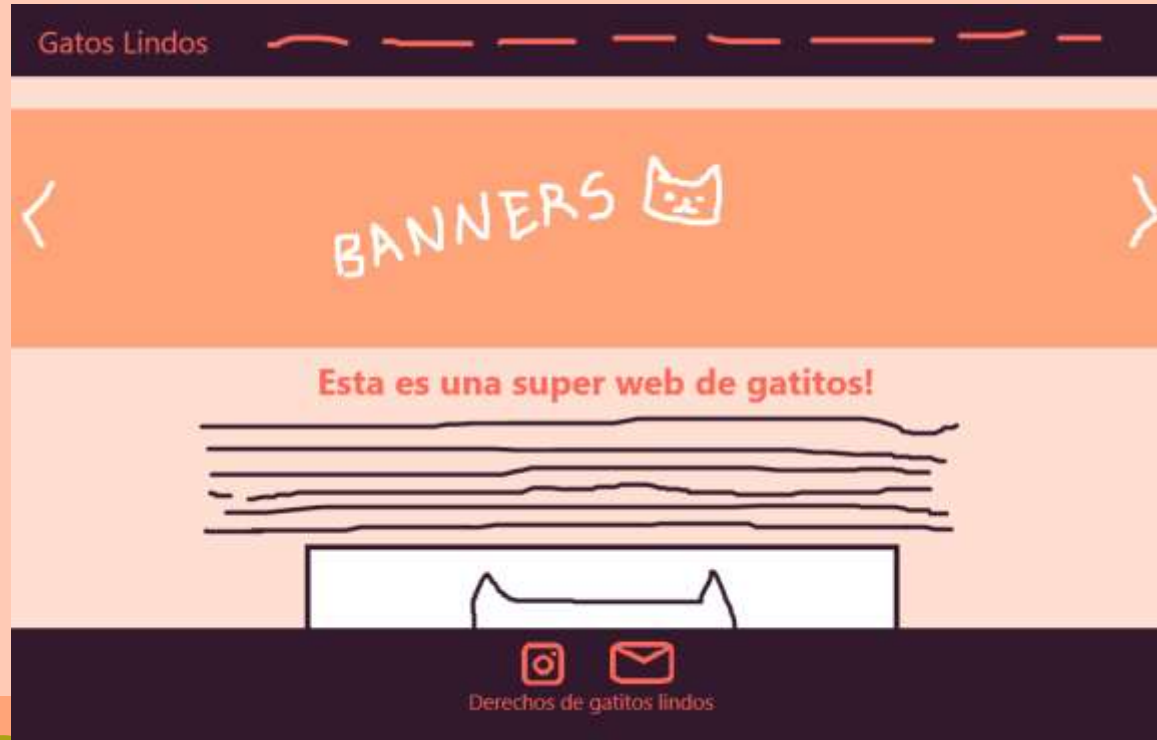 Gatos Lindos
BANNERS
Esta es una super web de gatitos!
Derechos de gatitos lindos